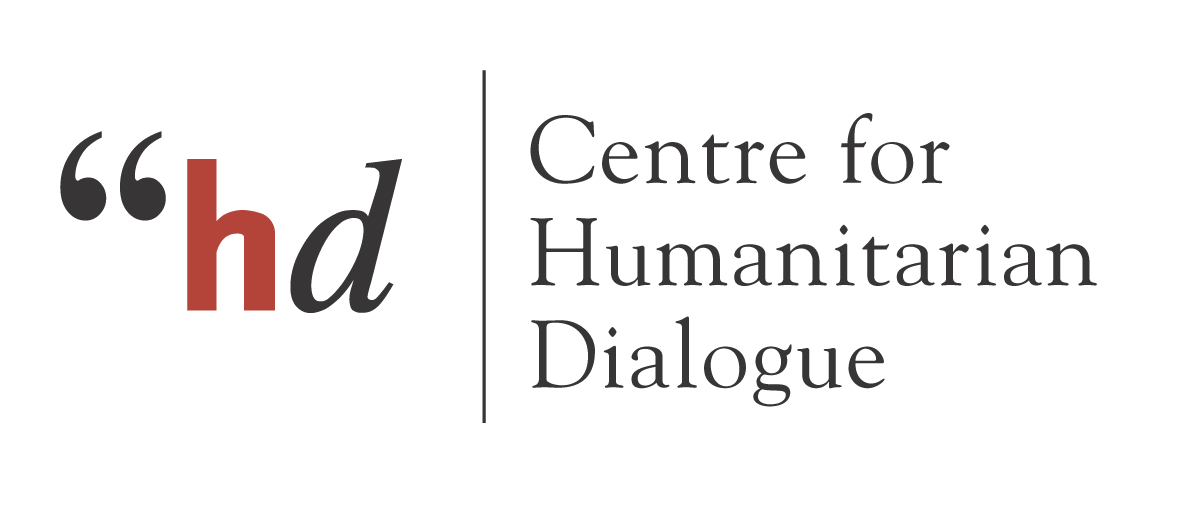 “hd
Centre for
Humanitarian
Dialogue